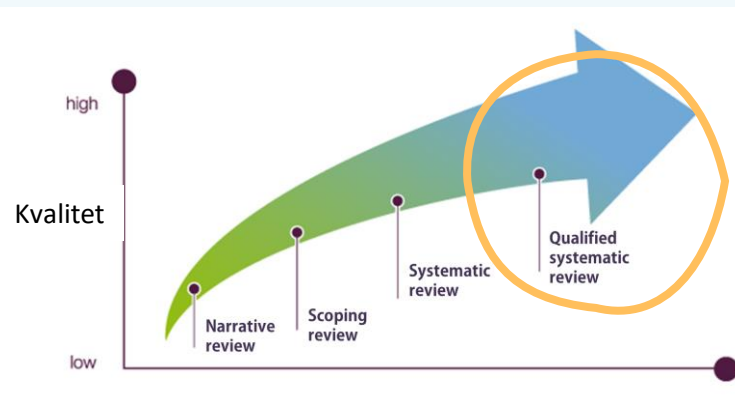 high
Kvalitet
low
Narrative
review
Scoping
review
Systematic
review
Qualified
systematic
review